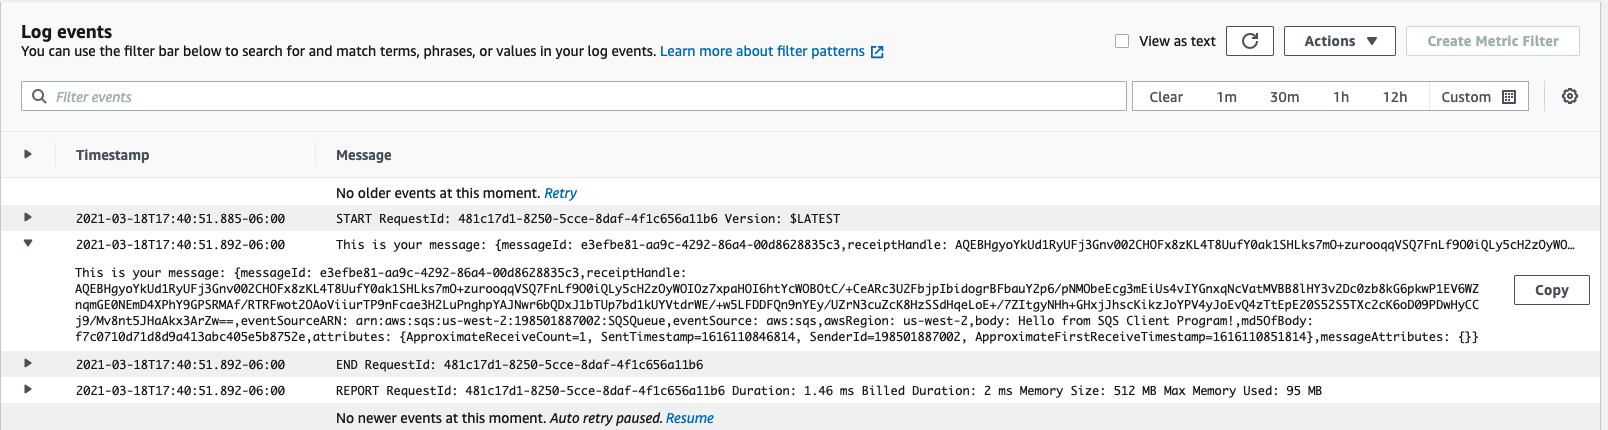 Log events
You can use the filter bar below to search for and match terms, phrases, or values in your log events. Learn more about filter patterns
View as text
Actions
Create Metric Filter
Filter events
Clear 1m 30m 1h 12h Custom
Timestamp Message
No older events at this moment. Retry
2021-03-18T17:40:51.885-06:00 START RequestId: 481c17d1-8250-5cce-8daf-4f1c656a11b6 Version: $LATEST
2021-03-18T17:40:51.892-06:00 This is your message: {messageId: e3efbe81-aa9c-4292-86a4-00d8628835c3,receiptHandle: AQEBHgyoYkUd1RyUFj3Gnv002CHOFx8zKL4T8UufY0ak1SHLks7mO+zurooqqVSQ7FnLf9O0iQLy5cH2zOyWO…
This is your message: {messageId: e3efbe81-aa9c-4292-86a4-00d8628835c3,receiptHandle:
AQEBHgyoYkUd1RyUFj3Gnv002CHOFx8zKL4T8UufY0ak1SHLks7mO+zurooqqVSQ7FnLf9O0iQLy5cH2zOyWOIOz7xpaHOI6htYcWOBOtC/+CeARc3U2FbjpIbidogrBFbauY2p6/pNMObeEcg3mEiUs4vIYGnxqNcVatMVBB8lHY3v2Dc0zb8kG6pkwP1EV6WZ
nqmGE0NEmD4XPhY9GPSRMAf/RTRFwot2OAoViiurTP9nFcae3H2LuPnghpYAJNwr6bQDxJ1bTUp7bd1kUYVtdrWE/+w5LFDDFQn9nYEy/UZrN3cuZcK8HzSSdHqeLoE+/7ZItgyNHh+GHxjJhscKikzJoYPV4yJoEvQ4zTtEpE20S52S5TXc2cK6oD09PDwHyCC
j9/Mv8nt5JHaAkx3ArZw==,eventSourceARN: arn:aws:sqs:us-west-2:198501887002:SQSQueue,eventSource: aws:sqs,awsRegion: us-west-2,body: Hello from SQS Client Program!,md5OfBody:
f7c0710d71d8d9a413abc405e5b8752e,attributes: {ApproximateReceiveCount=1, SentTimestamp=1616110846814, SenderId=198501887002, ApproximateFirstReceiveTimestamp=1616110851814},messageAttributes: {}}
Copy
2021-03-18T17:40:51.892-06:00 END RequestId: 481c17d1-8250-5cce-8daf-4f1c656a11b6
2021-03-18T17:40:51.892-06:00 REPORT RequestId: 481c17d1-8250-5cce-8daf-4f1c656a11b6 Duration: 1.46 ms Billed Duration: 2 ms Memory Size: 512 MB Max Memory Used: 95 MB
No newer events at this moment. Auto retry paused. Resume